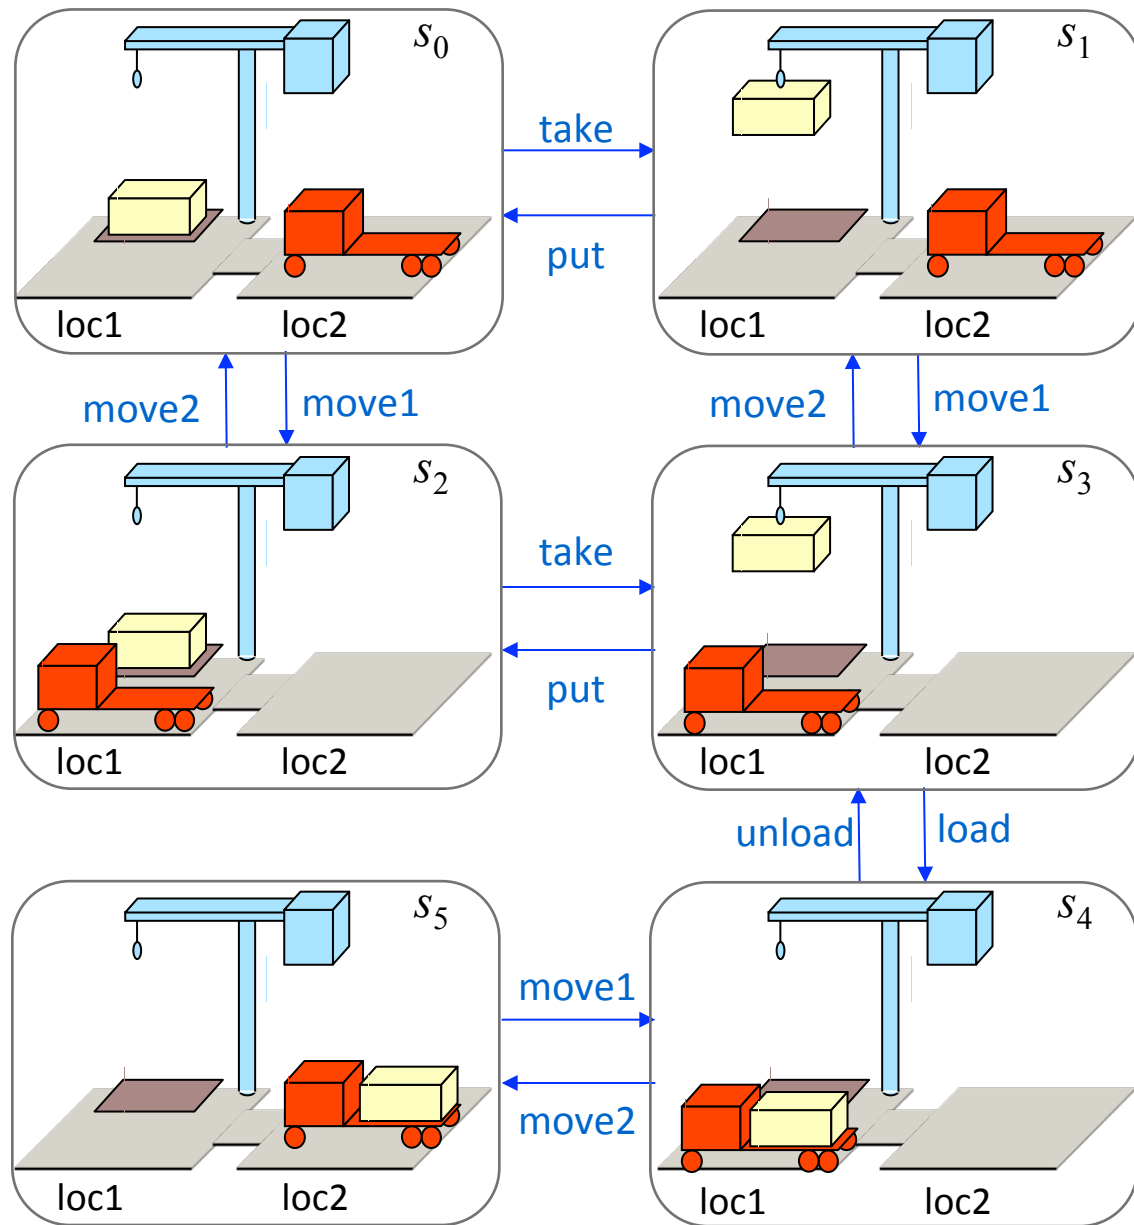 s₀
s₁
take
put
loc1 loc2
loc1 loc2
move2 move1
move2 move1
s₂
s₃
take
put
loc1 loc2
loc1 loc2
unload load
s₅
s₄
move1
move2
loc1 loc2
loc1 loc2